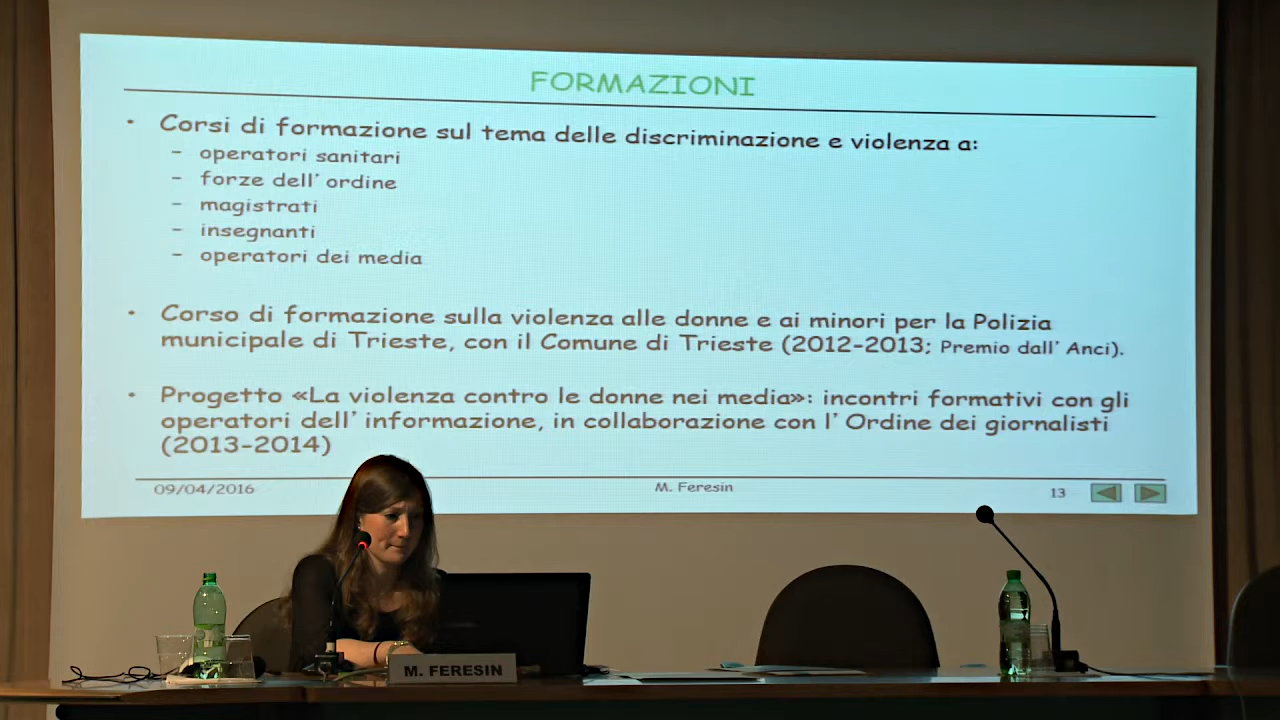 FORMAZIONI
• Corsi di formazione sul tema delle discriminazione e violenza a:
– operatori sanitari
– forze dell' ordine
– magistrati
– insegnanti
– operatori dei media
• Corso di formazione sulla violenza alle donne e ai minori per la Polizia
municipale di Trieste, con il Comune di Trieste (2012-2013; Premio dall' Anci).
• Progetto «La violenza contro le donne nei media»: incontri formativi con gli
operatori dell' informazione, in collaborazione con l' Ordine dei giornalisti
(2013-2014)
09/04/2016 M. Feresin 13
M. FERESIN